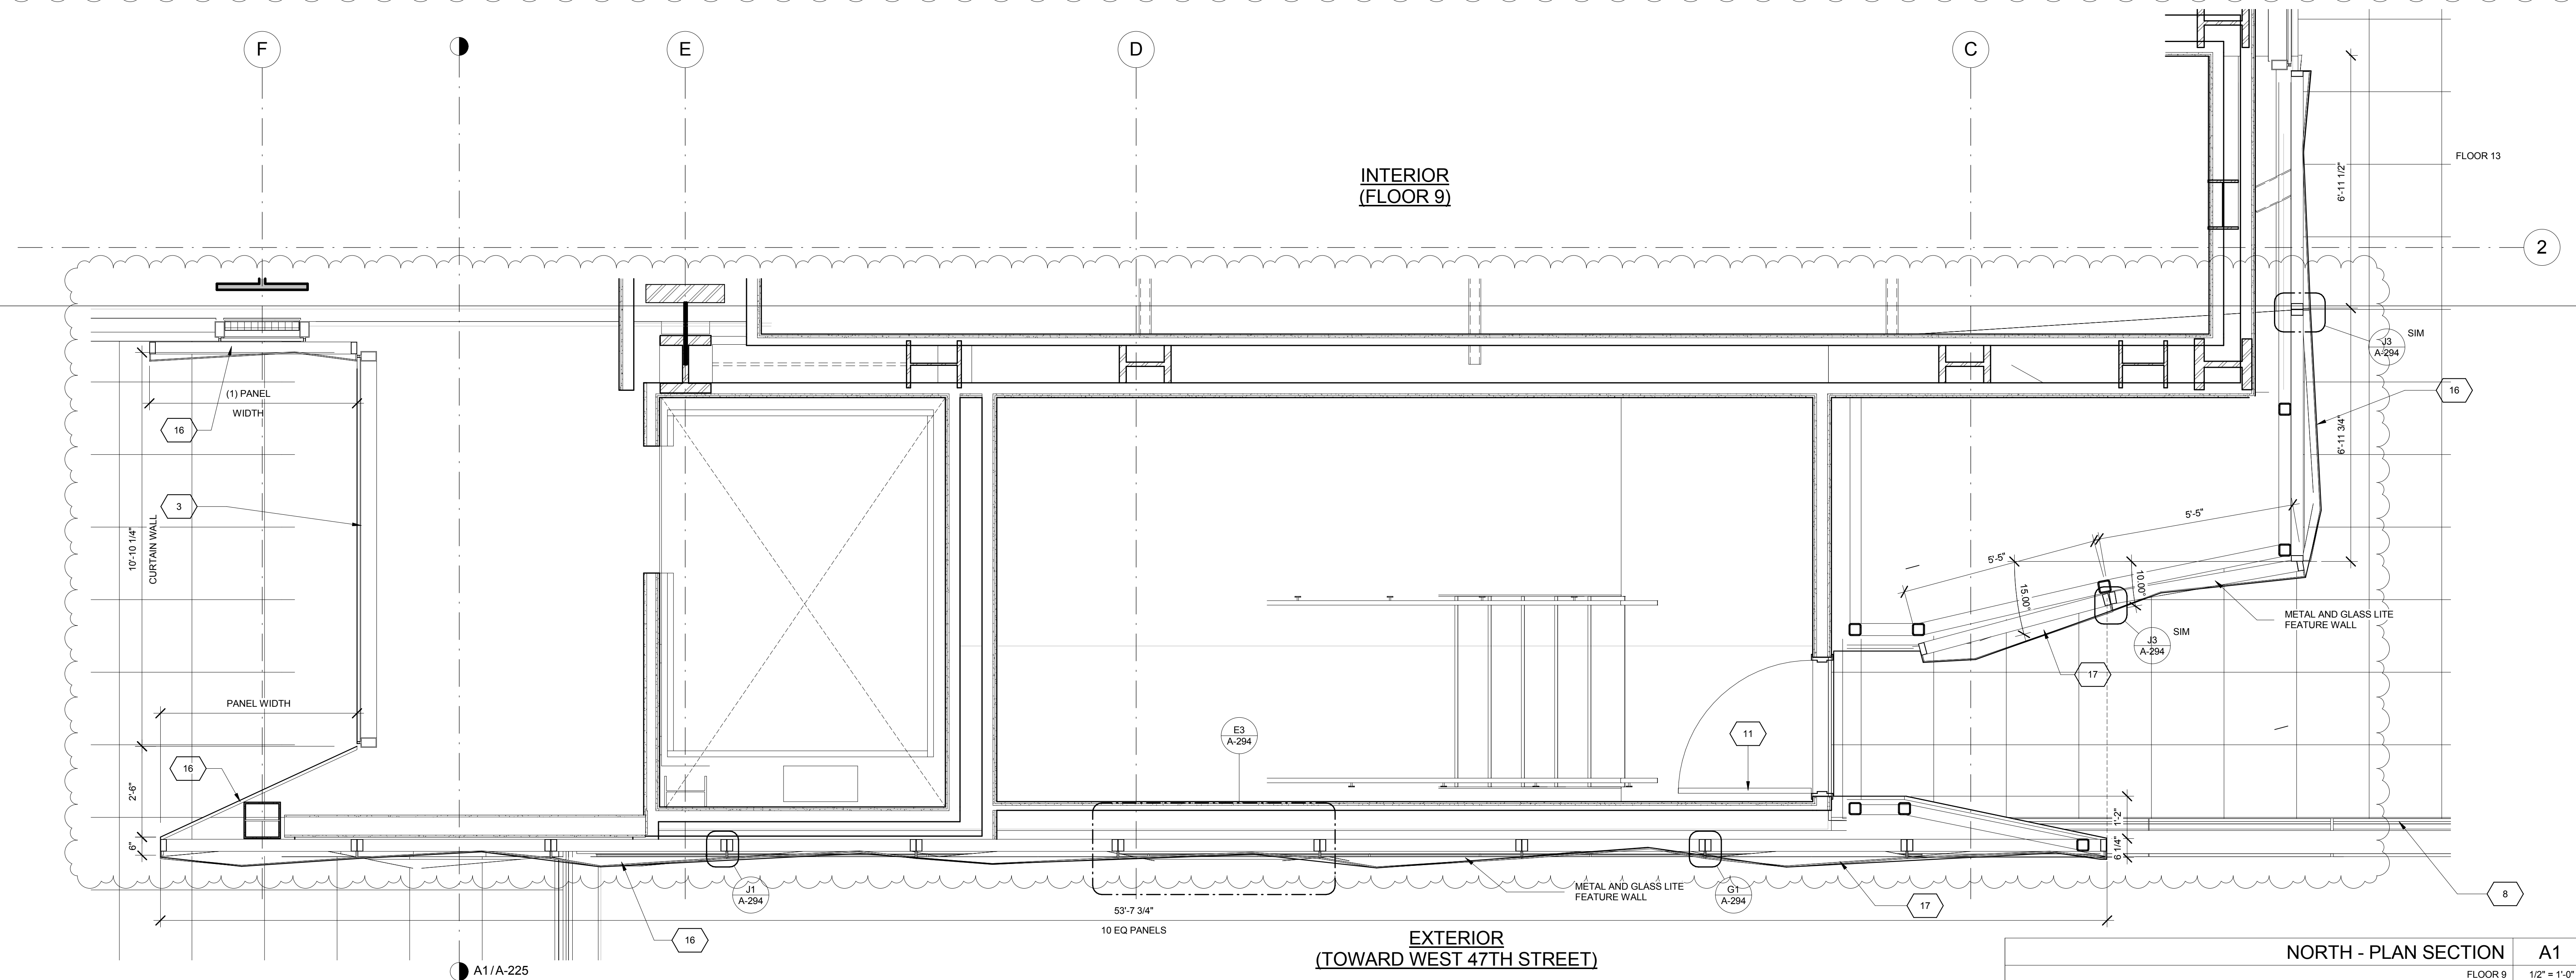 F
E
D
C
INTERIOR
(FLOOR 9)
FLOOR 13
6'-11 1/2"
2
(1) PANEL
WIDTH
16
J3
A-294
SIM
16
6'-11 3/4"
3
10'-10 1/4"
CURTAIN WALL
5'-5"
5'-5"
15.00°
10.00°
METAL AND GLASS LITE
FEATURE WALL
J3
A-294
SIM
17
PANEL WIDTH
16
2'-6"
6"
E3
A-294
11
1'-2"
6 1/4"
J1
A-294
METAL AND GLASS LITE
FEATURE WALL
G1
A-294
17
8
53'-7 3/4"
10 EQ PANELS
16
EXTERIOR
(TOWARD WEST 47TH STREET)
A1/A-225
NORTH - PLAN SECTION
A1
FLOOR 9
1/2" = 1'-0"